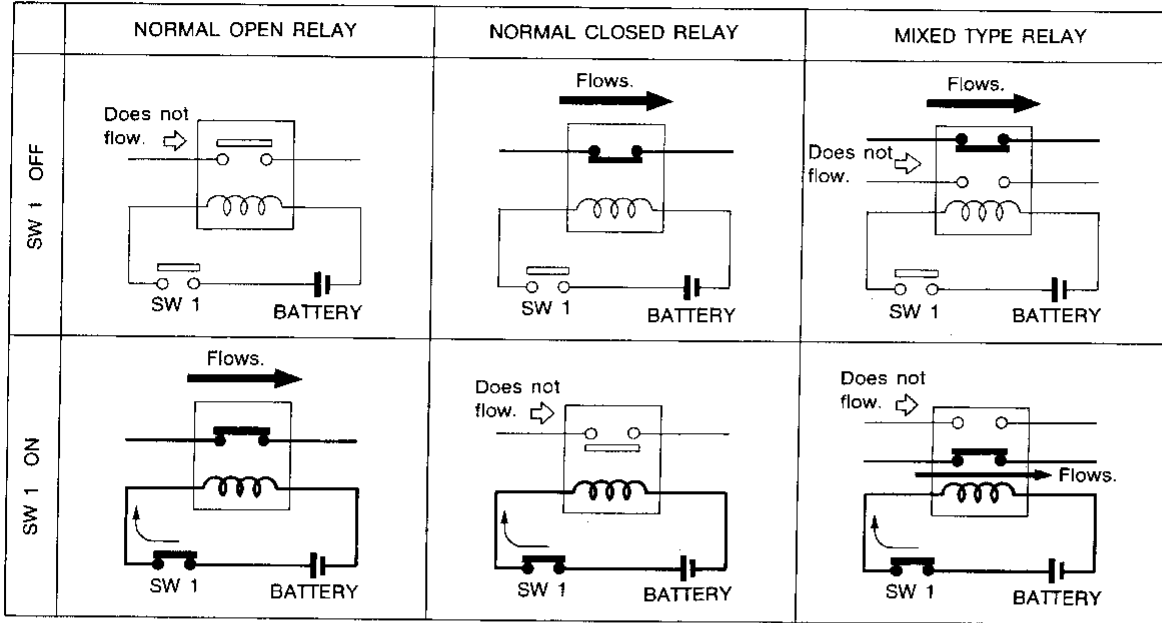 NORMAL OPEN RELAY
NORMAL CLOSED RELAY
MIXED TYPE RELAY
SW 1 OFF
Does not
flow.
SW 1
BATTERY
Flows.
SW 1
BATTERY
Flows.
Does not
flow.
SW 1
BATTERY
SW 1 ON
Flows.
SW 1
BATTERY
Does not
flow.
SW 1
BATTERY
Does not
flow.
Flows.
SW 1
BATTERY